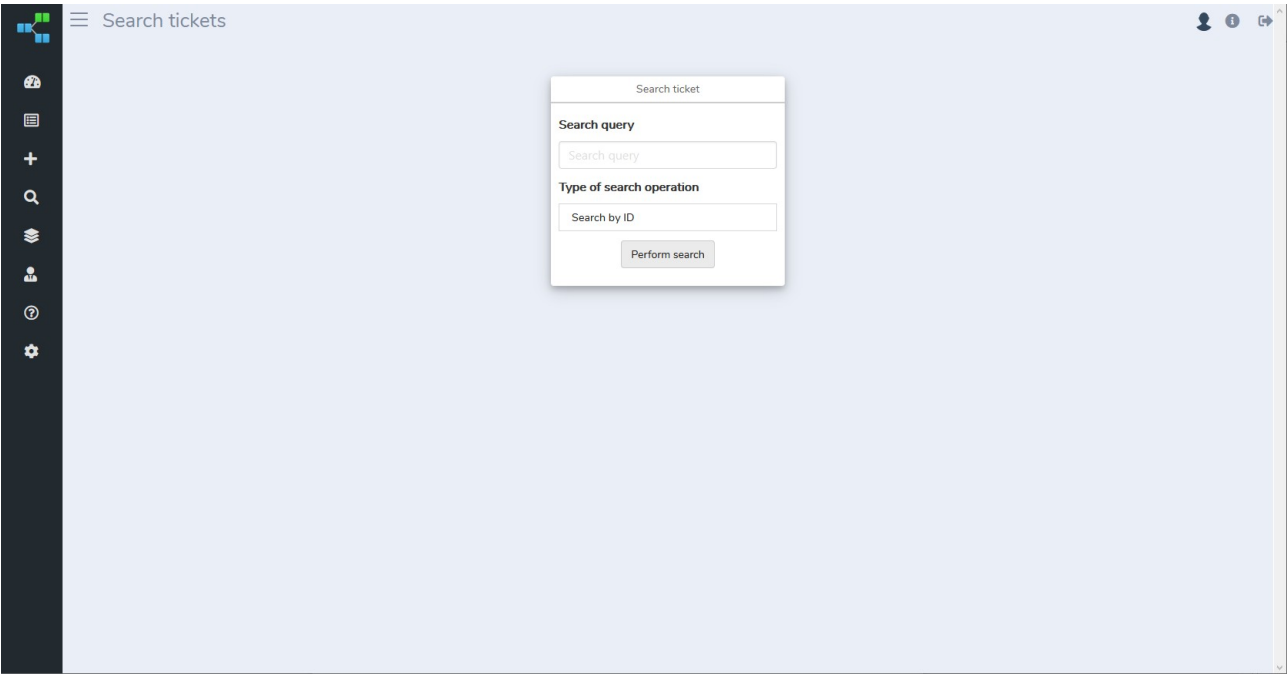 Search tickets
Search ticket
Search query
Search query
Type of search operation
Search by ID
Perform search